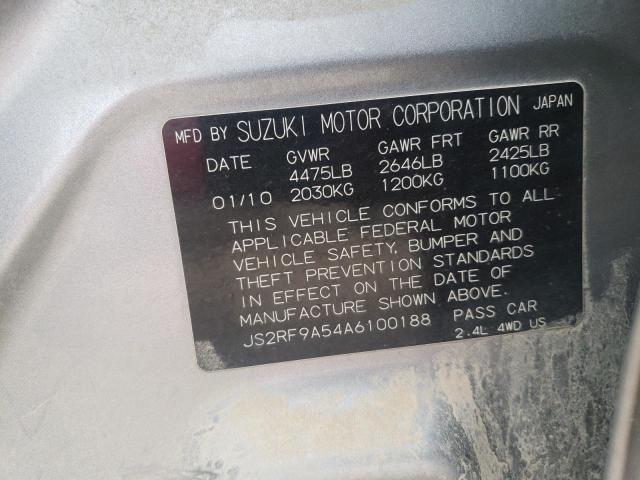 MFD BY SUZUKI MOTOR CORPORATION JAPAN
DATE GVWR GAWR FRT GAWR RR
4475LB 2646LB 2425LB
01/10 2030KG 1200KG 1100KG
THIS VEHICLE CONFORMS TO ALL
APPLICABLE FEDERAL MOTOR
VEHICLE SAFETY, BUMPER AND
THEFT PREVENTION STANDARDS
IN EFFECT ON THE DATE OF
MANUFACTURE SHOWN ABOVE.
JS2RF9A54A6100188 PASS CAR
2.4L 4WD US